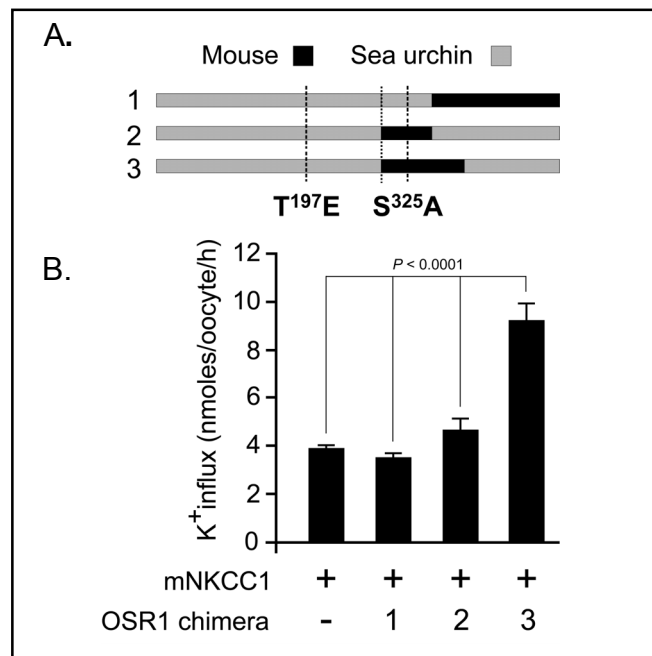 A.
Mouse Sea urchin
1
2
3
T¹⁹⁷E S³²⁵A
B.
K⁺influx (nmoles/oocyte/h)
12
10
8
6
4
2
0
P < 0.0001
mNKCC1 + + + +
OSR1 chimera - 1 2 3